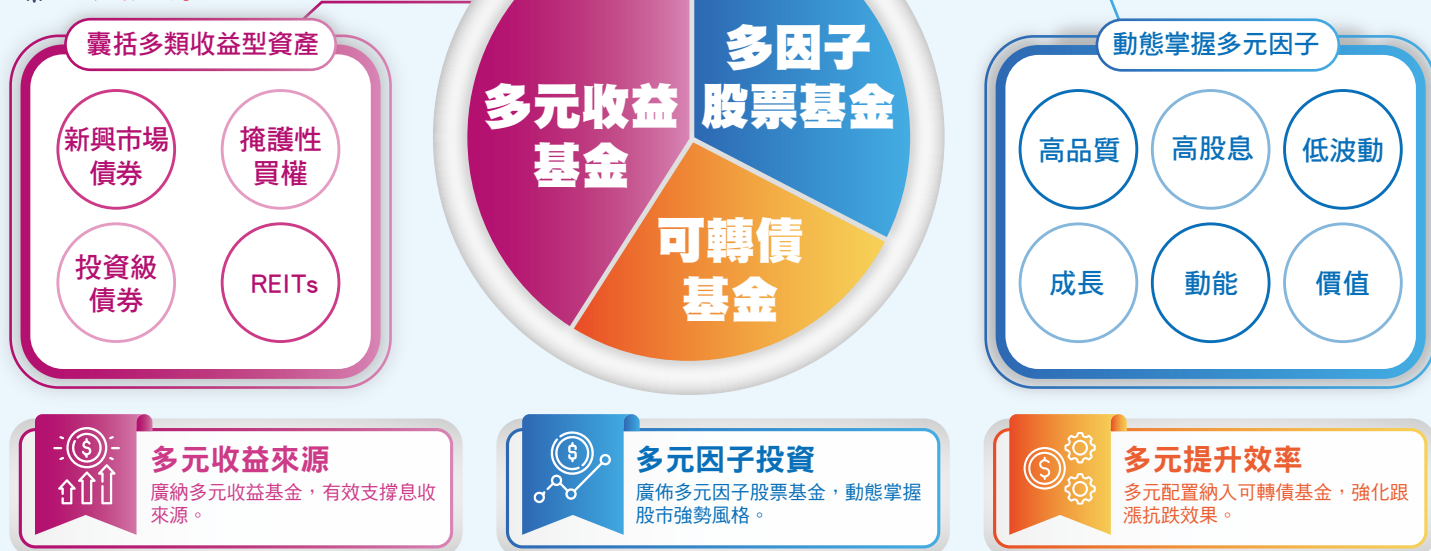 囊括多類收益型資產
新興市場
債券
掩護性
買權
投資級
債券
REITs
多元收益
基金
多因子
股票基金
可轉債
基金
動態掌握多元因子
高品質
高股息
低波動
成長
動能
價值
多元收益來源
廣納多元收益基金,有效支撐息收
來源。
多元因子投資
廣佈多元因子股票基金,動態掌握
股市強勢風格。
多元提升效率
多元配置納入可轉債基金,強化跟
漲抗跌效果。